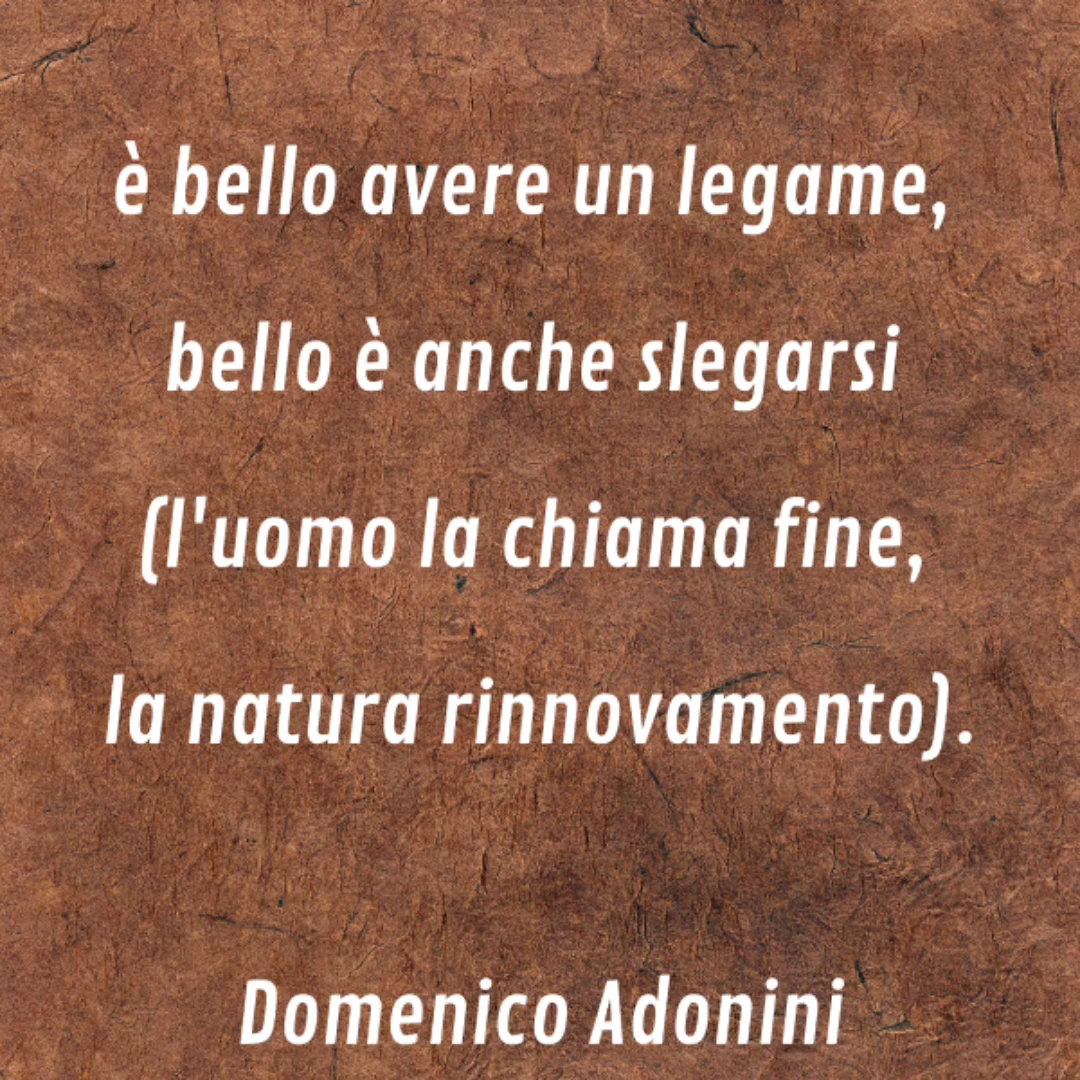 è bello avere un legame,
bello è anche slegarsi
(l'uomo la chiama fine,
la natura rinnovamento).
Domenico Adonini